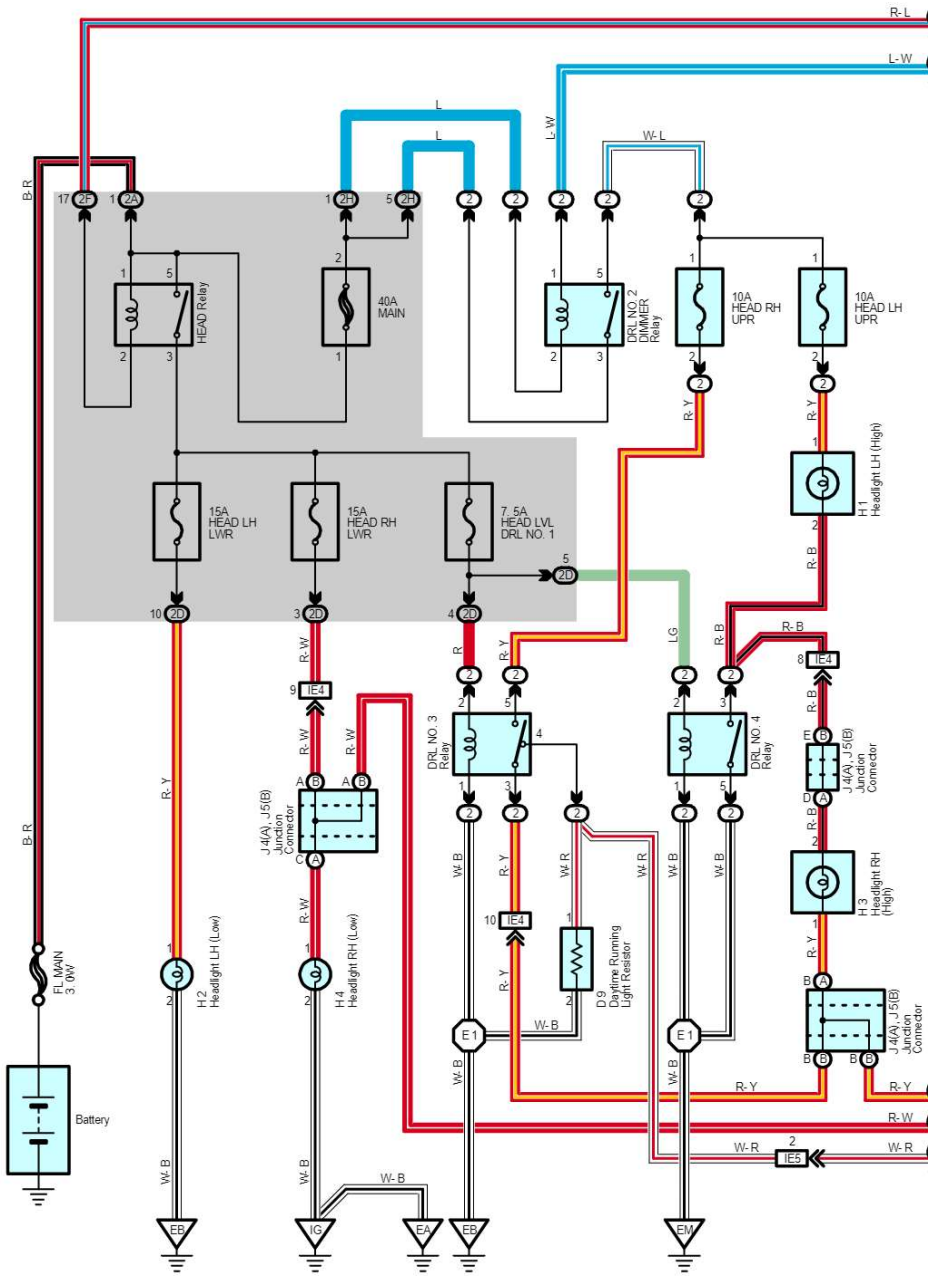 R-L
L-W
L
L
L-W
W-L
B-R
17 2F
1 2A
1 2H
5 2H
2
2
2
2
2
1
5
HEAD Relay
2
3
2
40A
MAIN
1
1
5
DRL NO. 2
DIMMER
Relay
2
3
1
10A
HEAD RH
UPR
2
1
10A
HEAD LH
UPR
2
2
2
R-Y
R-Y
1
H 1
Headlight LH (High)
2
R-B
15A
HEAD LH
LWR
15A
HEAD RH
LWR
7. 5A
HEAD LVL
DRL NO. 1
5
2D
10 2D
3 2D
4 2D
R-W
R
R-Y
LG
R-B
R-B
9 IE4
8 IE4
2
2
2
2
R-W
R-W
R-B
2
5
4
DRL NO. 3
Relay
1
3
2
3
DRL NO. 4
Relay
1
5
E B
J 4(A), J 5(B)
Junction
Connector
D A
R-Y
A B
A B
J 4(A), J 5(B)
Junction
Connector
C A
2
2
2
2
2
R-B
B-R
W-B
R-Y
W-R
W-R
W-B
W-B
2
H 3
Headlight RH
(High)
R-W
10 IE4
1
D 9
Daytime Running
Light Resistor
2
R-Y
R-Y
FL MAIN
3. 0W
1
H 2
Headlight LH (Low)
2
1
H 4
Headlight RH (Low)
2
B A
J 4(A), J 5(B)
Junction
Connector
B B
B B
E 1
W-B
E 1
W-B
W-B
R-Y
R-Y
R-W
Battery
2
W-R
IE5
W-R
W-B
W-B
W-B
EB
IG
EA
EB
EM